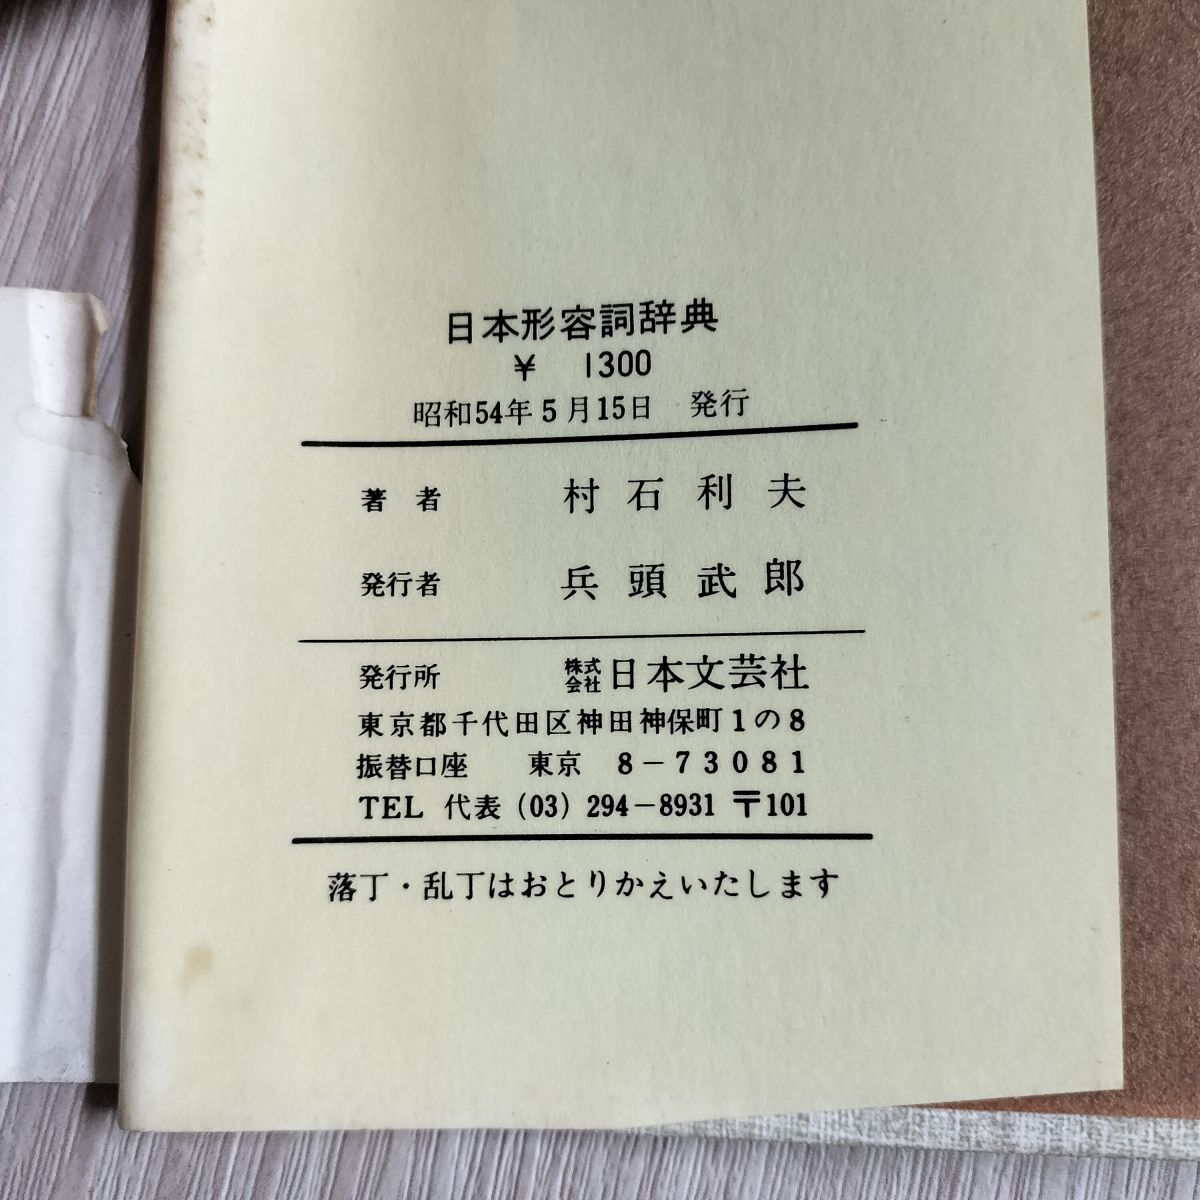 日本形容詞辞典
¥ 1300
昭和54年5月15日 発行
著者 村石利夫
発行者 兵頭武郎
発行所 株式会社日本文芸社
東京都千代田区神田神保町1の8
振替口座 東京 8－73081
TEL 代表 (03) 294－8931 〒101
落丁・乱丁はおとりかえいたします